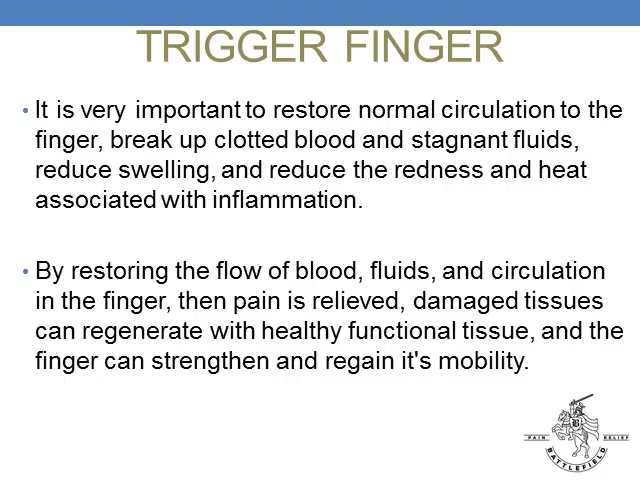 TRIGGER FINGER
• It is very important to restore normal circulation to the
finger, break up clotted blood and stagnant fluids,
reduce swelling, and reduce the redness and heat
associated with inflammation.
• By restoring the flow of blood, fluids, and circulation
in the finger, then pain is relieved, damaged tissues
can regenerate with healthy functional tissue, and the
finger can strengthen and regain it's mobility.
B
PAIN RELIEF
BATTLEFIELD